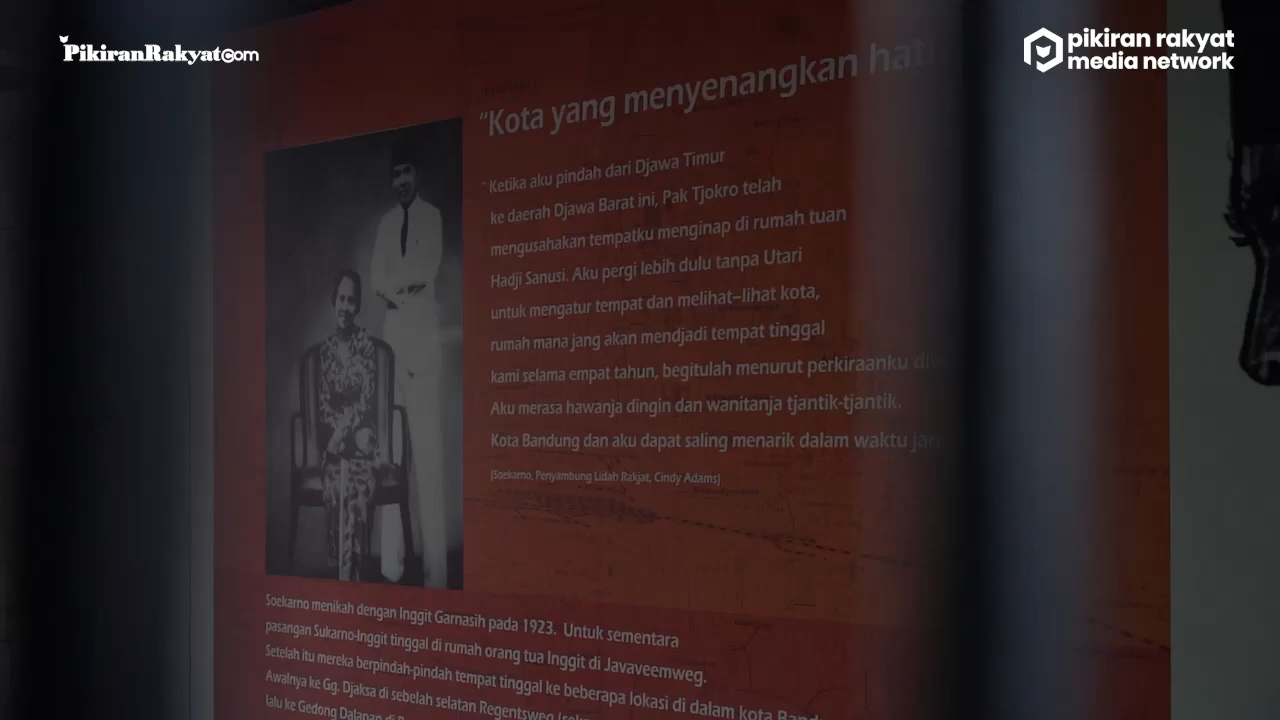 PikiranRakyat.com
pikiran rakyat
media network
"Kota yang menyenangkan hati
"Ketika aku pindah dari Djawa Timur
ke daerah Djawa Barat ini, Pak Tjokro telah
mengusahakan tempatku menginap di rumah tuan
Hadji Sanusi. Aku pergi lebih dulu tanpa Utari
untuk mengatur tempat dan melihat-lihat kota,
rumah mana jang akan mendjadi tempat tinggal
kami selama empat tahun, begitulah menurut perkiraanku
Aku merasa hawanja dingin dan wanitanja tjantik-tjantik.
Kota Bandung dan aku dapat saling menarik dalam waktu
(Soekarno, Penyambung Lidah Rakjat, Cindy Adams)
Soekarno menikah dengan Inggit Garnasih pada 1923. Untuk sementara
pasangan Sukarno-Inggit tinggal di rumah orang tua Inggit di Javaveemweg.
Setelah itu mereka berpindah-pindah tempat tinggal ke beberapa lokasi di dalam kota
Awalnya ke Gg. Djaksa di sebelah selatan Regentsweg
lalu ke Gedong Dalapan di